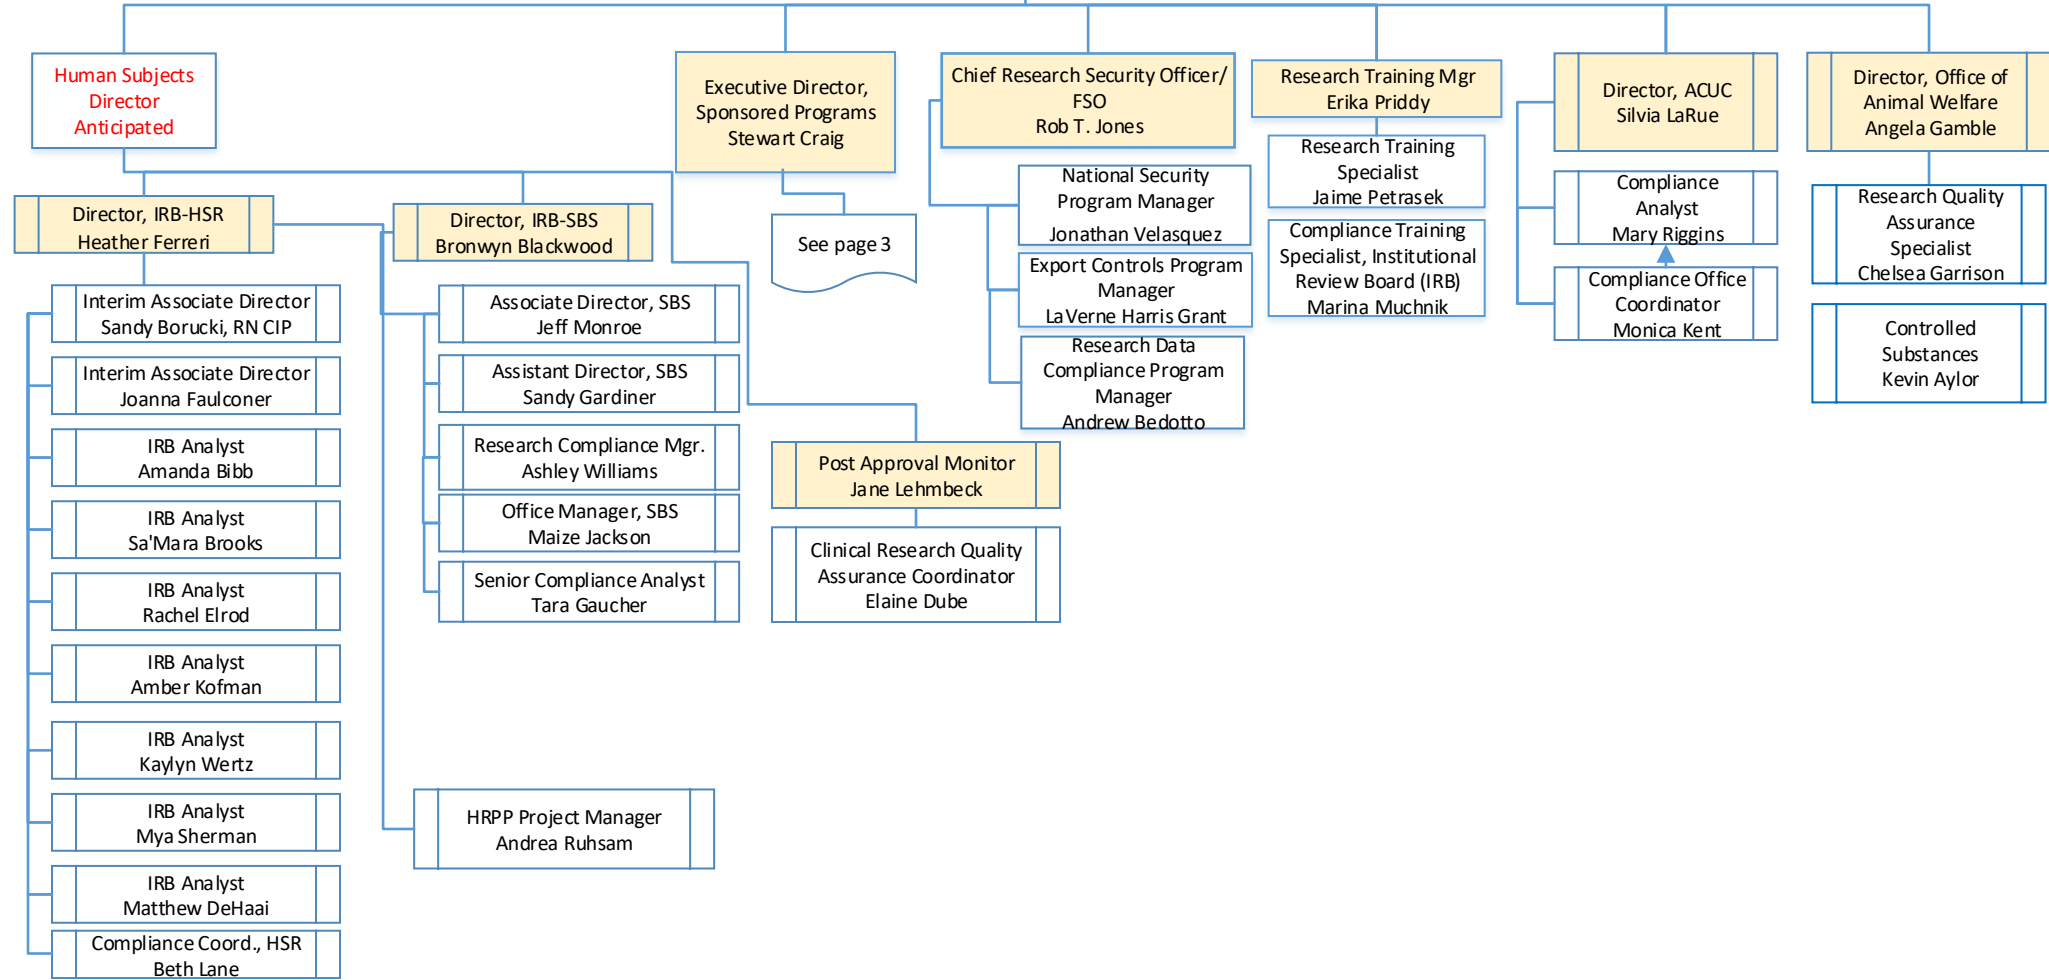 Human Subjects
Director
Anticipated
Executive Director,
Sponsored Programs
Stewart Craig
Chief Research Security Officer/
FSO
Rob T. Jones
Research Training Mgr
Erika Priddy
Director, ACUC
Silvia LaRue
Director, Office of
Animal Welfare
Angela Gamble
Director, IRB-HSR
Heather Ferreri
Interim Associate Director
Sandy Borucki, RN CIP
Interim Associate Director
Joanna Faulconer
IRB Analyst
Amanda Bibb
IRB Analyst
Sa'Mara Brooks
IRB Analyst
Rachel Elrod
IRB Analyst
Amber Kofman
IRB Analyst
Kaylyn Wertz
IRB Analyst
Mya Sherman
IRB Analyst
Matthew DeHaai
Compliance Coord., HSR
Beth Lane
Director, IRB-SBS
Bronwyn Blackwood
Associate Director, SBS
Jeff Monroe
Assistant Director, SBS
Sandy Gardiner
Research Compliance Mgr.
Ashley Williams
Office Manager, SBS
Maize Jackson
Senior Compliance Analyst
Tara Gaucher
HRPP Project Manager
Andrea Ruhsam
See page 3
Post Approval Monitor
Jane Lehmbeck
Clinical Research Quality
Assurance Coordinator
Elaine Dube
National Security
Program Manager
Jonathan Velasquez
Export Controls Program
Manager
LaVerne Harris Grant
Research Data
Compliance Program
Manager
Andrew Bedotto
Research Training
Specialist
Jaime Petrasek
Compliance Training
Specialist, Institutional
Review Board (IRB)
Marina Muchnik
Compliance
Analyst
Mary Riggins
Compliance Office
Coordinator
Monica Kent
Research Quality
Assurance
Specialist
Chelsea Garrison
Controlled
Substances
Kevin Aylor